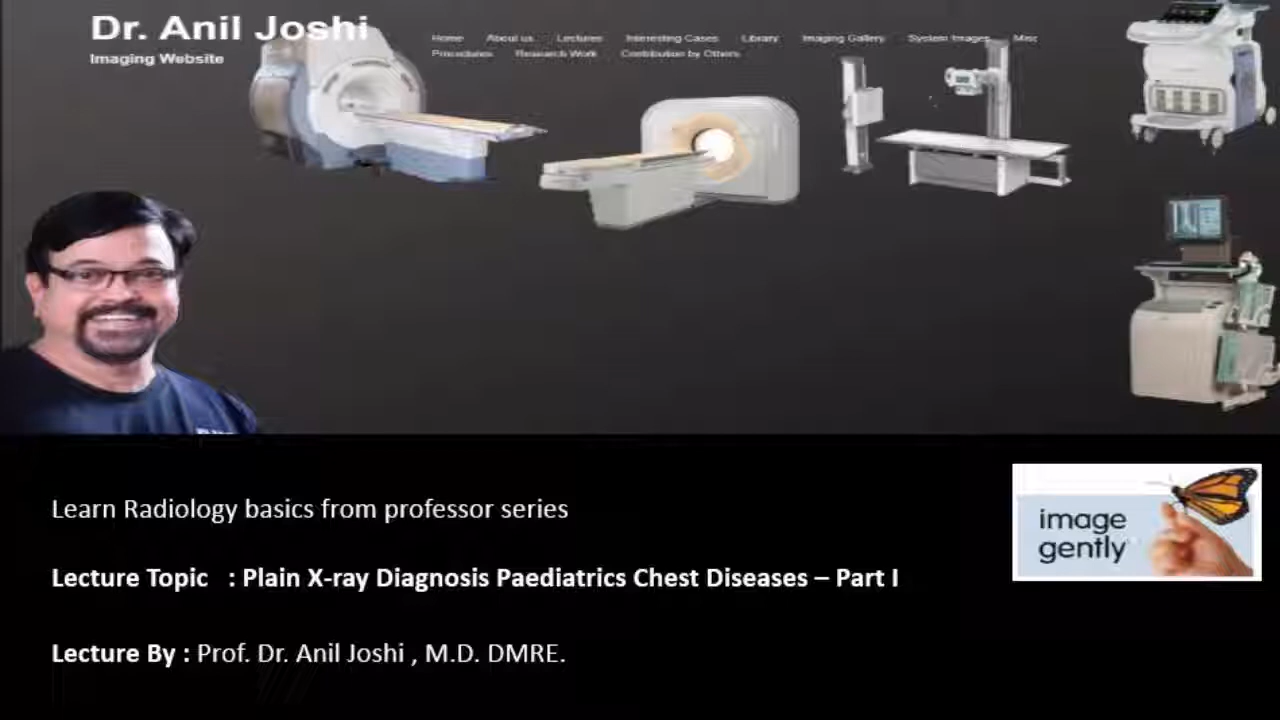 Dr. Anil Joshi
Imaging Website
Home About us Lectures Interesting Cases Library Imaging Gallery System Images Misc
Procedures Research Work Contribution by Others
Learn Radiology basics from professor series
Lecture Topic : Plain X-ray Diagnosis Paediatrics Chest Diseases – Part I
Lecture By : Prof. Dr. Anil Joshi , M.D. DMRE.
image
gently